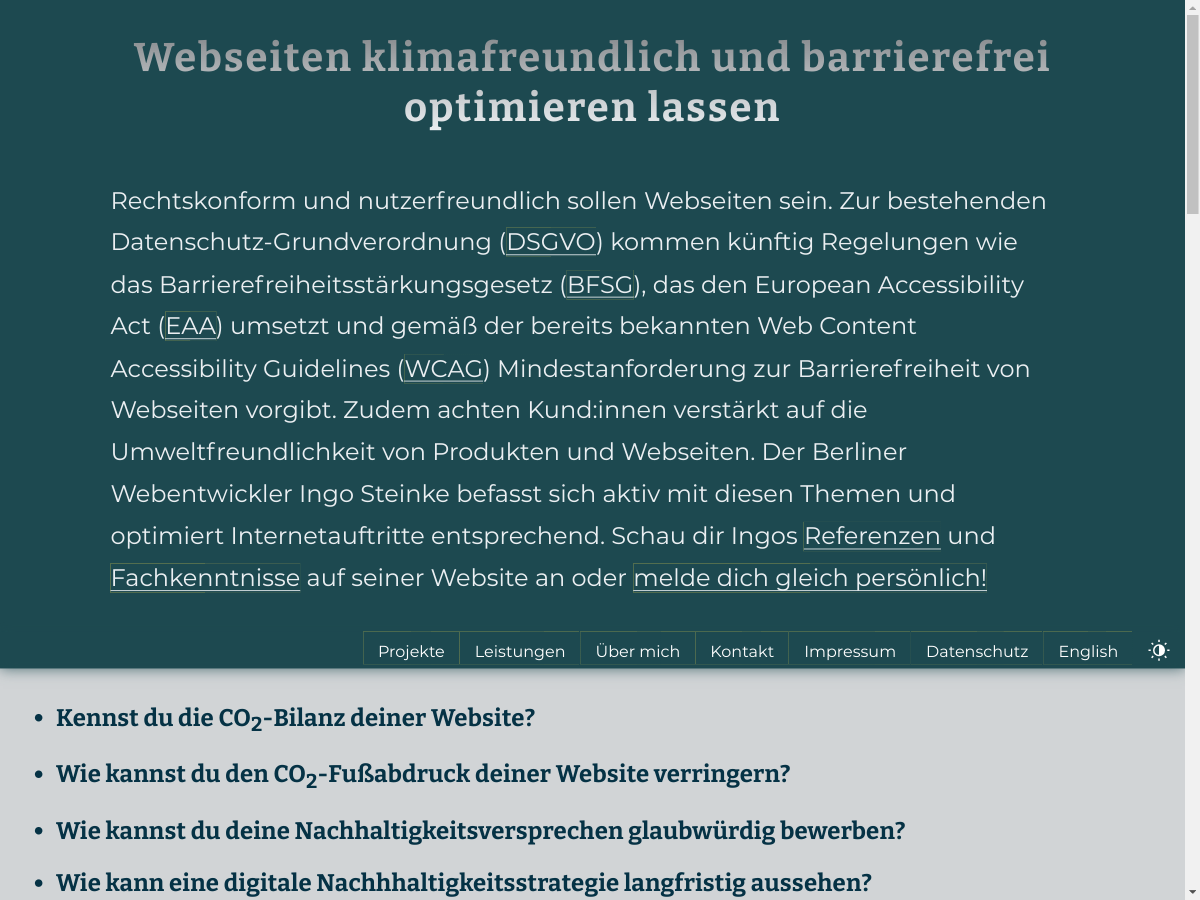 Webseiten klimafreundlich und barrierefrei
optimieren lassen
Rechtskonform und nutzerfreundlich sollen Webseiten sein. Zur bestehenden
Datenschutz-Grundverordnung (DSGVO) kommen künftig Regelungen wie
das Barrierefreiheitsstärkungsgesetz (BFSG), das den European Accessibility
Act (EAA) umsetzt und gemäß der bereits bekannten Web Content
Accessibility Guidelines (WCAG) Mindestanforderung zur Barrierefreiheit von
Webseiten vorgibt. Zudem achten Kund:innen verstärkt auf die
Umweltfreundlichkeit von Produkten und Webseiten. Der Berliner
Webentwickler Ingo Steinke befasst sich aktiv mit diesen Themen und
optimiert Internetauftritte entsprechend. Schau dir Ingos Referenzen und
Fachkenntnisse auf seiner Website an oder melde dich gleich persönlich!
Projekte Leistungen Über mich Kontakt Impressum Datenschutz English
• Kennst du die CO₂-Bilanz deiner Website?
• Wie kannst du den CO₂-Fußabdruck deiner Website verringern?
• Wie kannst du deine Nachhaltigkeitsversprechen glaubwürdig bewerben?
• Wie kann eine digitale Nachhhaltigkeitsstrategie langfristig aussehen?